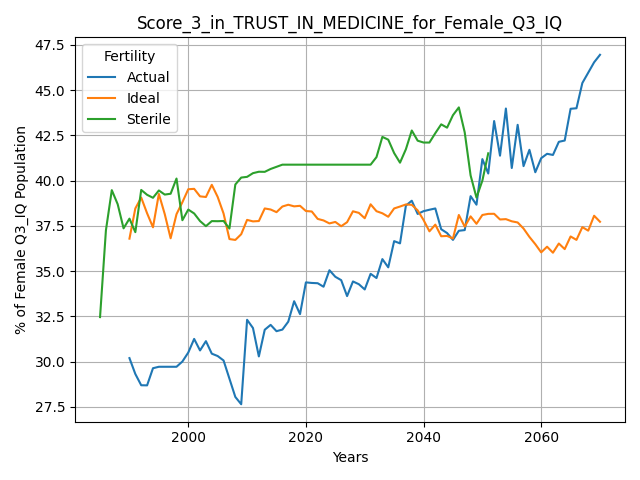 Score_3_in_TRUST_IN_MEDICINE_for_Female_Q3_IQ
47.5
45.0
42.5
40.0
37.5
35.0
32.5
30.0
27.5
% of Female Q3_IQ Population
Fertility
Actual
Ideal
Sterile
2000
2020
2040
2060
Years